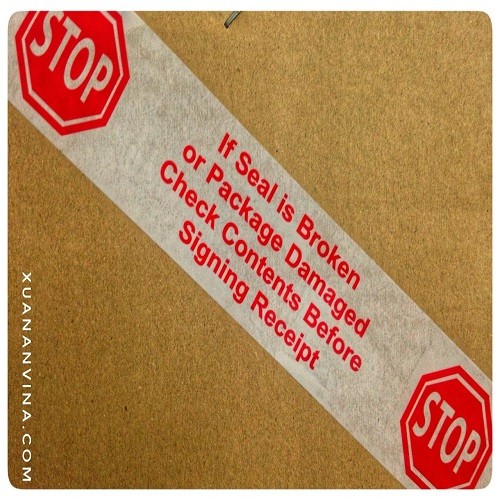 STOP
If Seal is Broken
or Package Damaged
Check Contents Before
Signing Receipt
STOP
XUANANVINA.COM